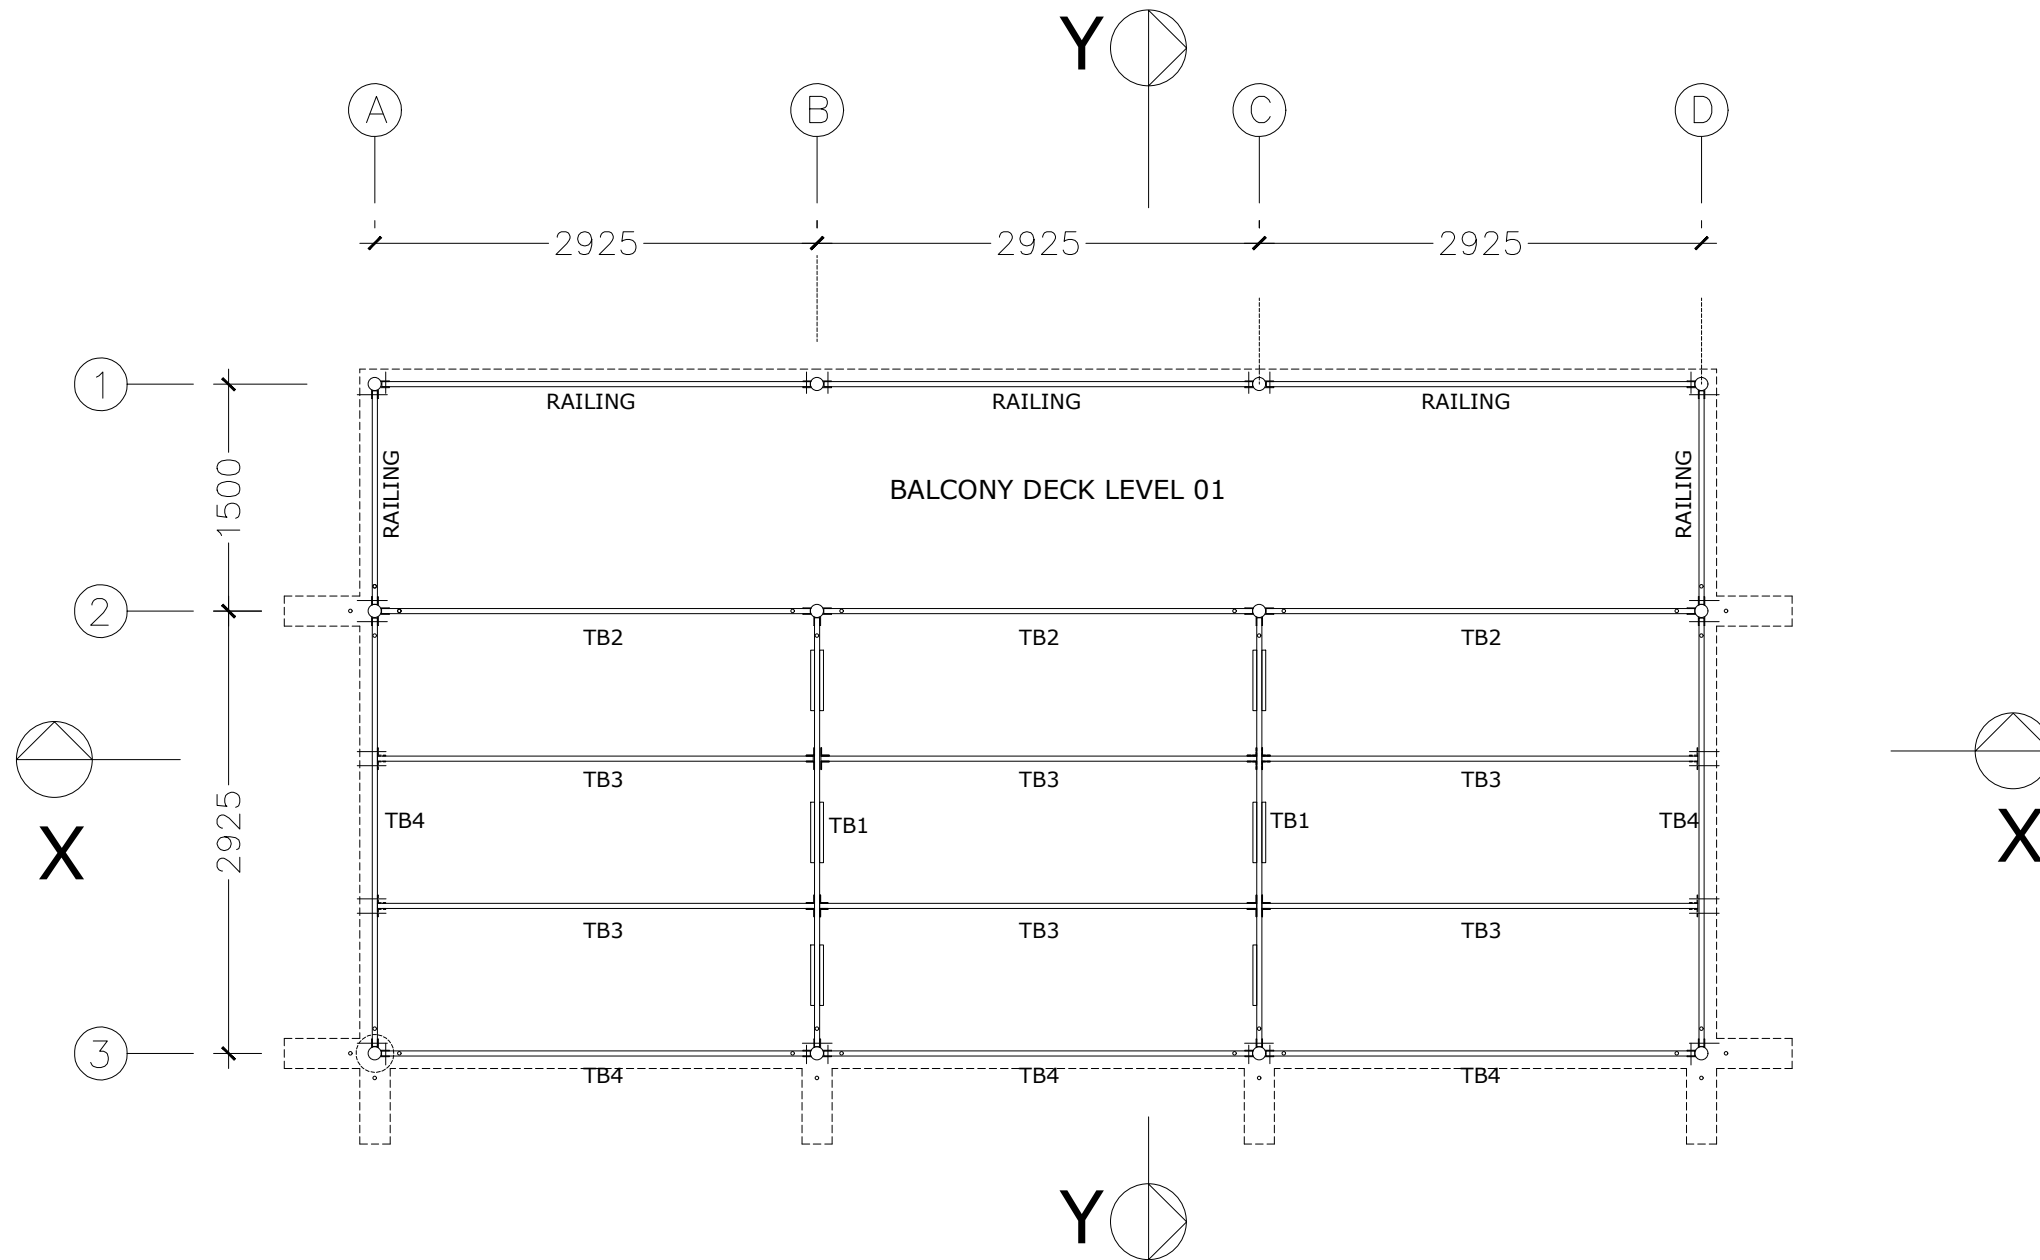 Y
A B C D
2925 2925 2925
1
RAILING RAILING RAILING
RAILING
1500
BALCONY DECK LEVEL 01
RAILING
2
TB2 TB2 TB2
TB3 TB3 TB3
X
TB4 TB1 TB1 TB4
X
2925
TB3 TB3 TB3
3
TB4 TB4 TB4
Y